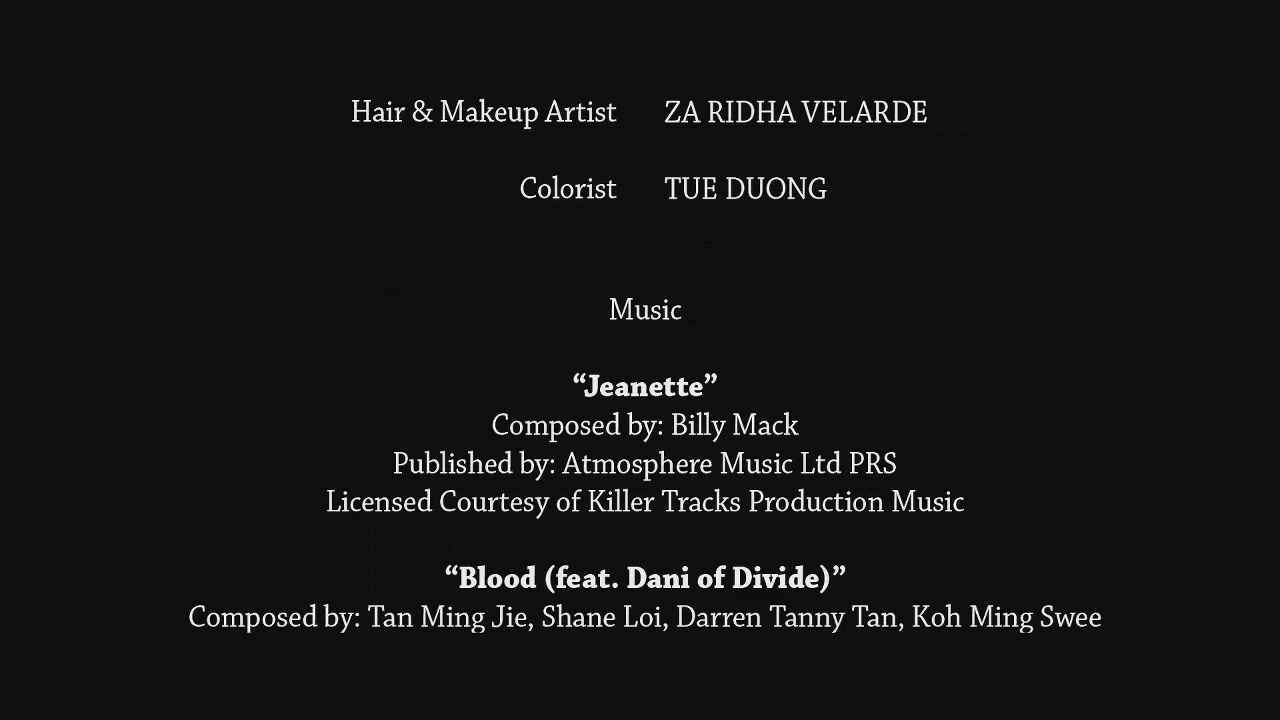 Hair & Makeup Artist ZA RIDHA VELARDE
Colorist TUE DUONG
Music
“Jeanette”
Composed by: Billy Mack
Published by: Atmosphere Music Ltd PRS
Licensed Courtesy of Killer Tracks Production Music
“Blood (feat. Dani of Divide)”
Composed by: Tan Ming Jie, Shane Loi, Darren Tanny Tan, Koh Ming Swee